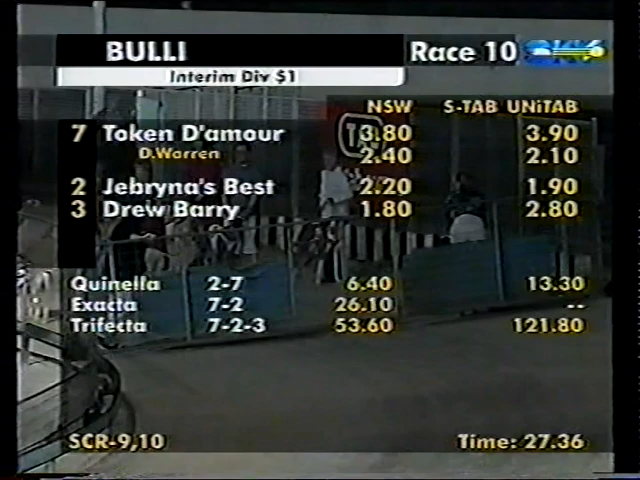 BULLI Race 10 SKY
Interim Div $1
NSW S-TAB UNiTAB
7 Token D'amour 3.80 3.90
D.Warren 2.40 2.10
2 Jebryna's Best 2.20 1.90
3 Drew Barry 1.80 2.80
Quinella 2-7 6.40 13.30
Exacta 7-2 26.10 --
Trifecta 7-2-3 53.60 121.80
SCR-9,10 Time: 27.36
TAB